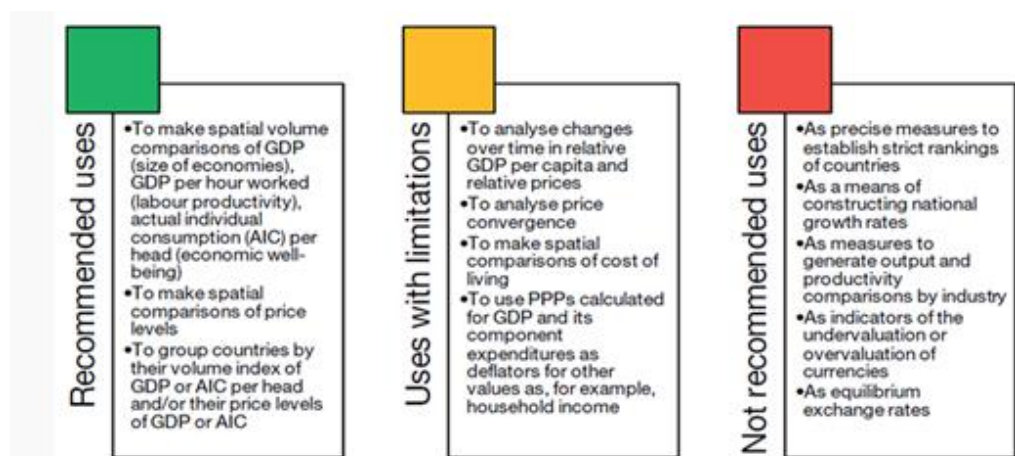 Recommended uses
•To make spatial volume
comparisons of GDP
(size of economies),
GDP per hour worked
(labour productivity),
actual individual
consumption (AIC) per
head (economic well-
being)
•To make spatial
comparisons of price
levels
•To group countries by
their volume index of
GDP or AIC per head
and/or their price levels
of GDP or AIC
Uses with limitations
•To analyse changes
over time in relative
GDP per capita and
relative prices
•To analyse price
convergence
•To make spatial
comparisons of cost of
living
•To use PPPs calculated
for GDP and its
component
expenditures as
deflators for other
values as, for example,
household income
Not recommended uses
•As precise measures to
establish strict rankings
of countries
•As a means of
constructing national
growth rates
•As measures to
generate output and
productivity
comparisons by industry
•As indicators of the
undervaluation or
overvaluation of
currencies
•As equilibrium
exchange rates